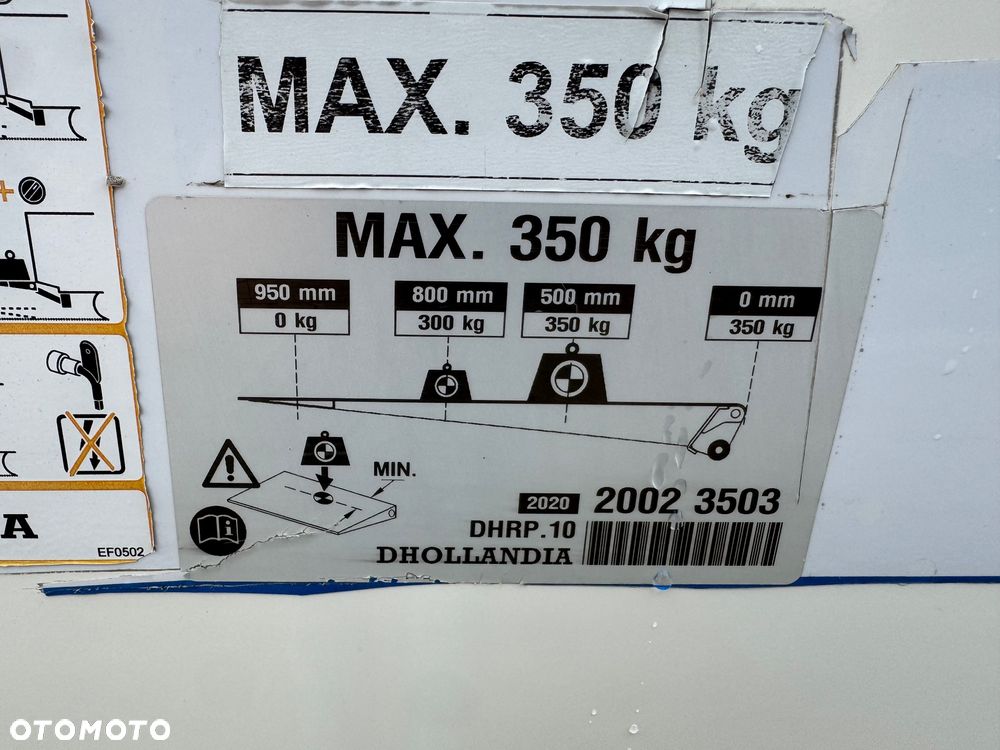 MAX. 350 kg
MAX. 350 kg
950 mm
0 kg
800 mm
300 kg
500 mm
350 kg
0 mm
350 kg
+
MIN.
2020 2002 3503
DHRP.10
DHOLLANDIA
A
EF0502
OTOMOTO